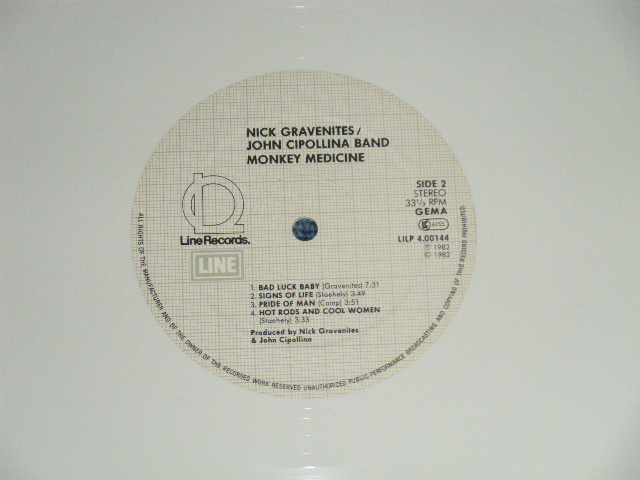 NICK GRAVENITES/
JOHN CIPOLLINA BAND
MONKEY MEDICINE
SIDE 2
STEREO
33⅓ RPM
GEMA
LC 4155
LILP 4.00144
℗ 1982
© 1982
Line Records.
LINE
1. BAD LUCK BABY (Gravenites) 7:31
2. SIGNS OF LIFE (Staehely) 3:49
3. PRIDE OF MAN (Camp) 3:51
4. HOT RODS AND COOL WOMEN
(Staehely) 3:33
Produced by Nick Gravenites
& John Cipollina
ALL RIGHTS OF THE MANUFACTURER AND OF THE OWNER OF THE RECORDED WORK RESERVED UNAUTHORIZED PUBLIC PERFORMANCE BROADCASTING AND COPYING OF THIS RECORD PROHIBITED.